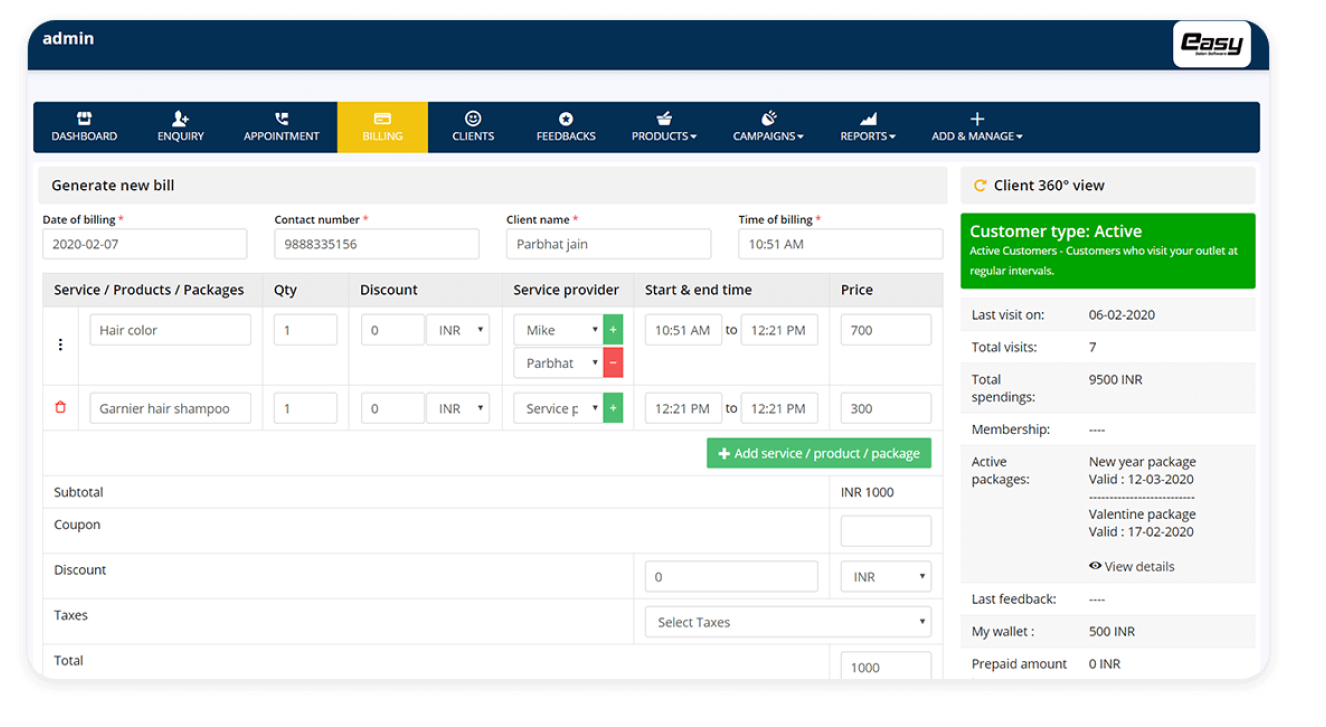 admin
easy
DASHBOARD ENQUIRY APPOINTMENT BILLING CLIENTS FEEDBACKS PRODUCTS CAMPAIGNS REPORTS ADD & MANAGE
Generate new bill
Date of billing * Contact number * Client name * Time of billing *
2020-02-07 9888335156 Parbhat jain 10:51 AM
Service / Products / Packages Qty Discount Service provider Start & end time Price
Hair color 1 0 INR Mike + 10:51 AM to 12:21 PM 700
Parbhat −
Garnier hair shampoo 1 0 INR Service p + 12:21 PM to 12:21 PM 300
+ Add service / product / package
Subtotal INR 1000
Coupon
Discount 0 INR
Taxes Select Taxes
Total 1000
Client 360° view
Customer type: Active
Active Customers - Customers who visit your outlet at
regular intervals.
Last visit on: 06-02-2020
Total visits: 7
Total 9500 INR
spendings:
Membership: ----
Active New year package
packages: Valid : 12-03-2020
--------------------------
Valentine package
Valid : 17-02-2020
View details
Last feedback: ----
My wallet : 500 INR
Prepaid amount 0 INR